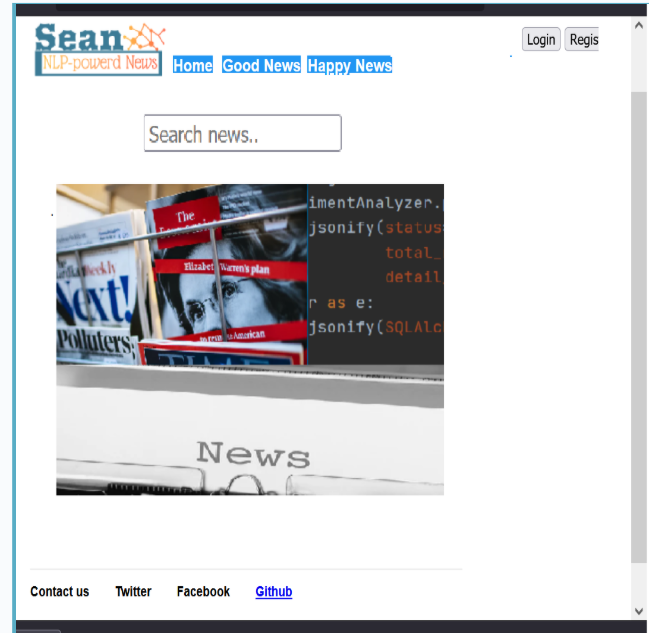 Sean
NLP-powerd News
Home Good News Happy News
Login Regis
Search news..
The
Elizabeth Warren's plan
American
Weekly
Next!
Polluters
TIME
imentAnalyzer.
jsonify(status
total_
detail
r as e:
jsonify(SQLAlc
News
Contact us Twitter Facebook Github